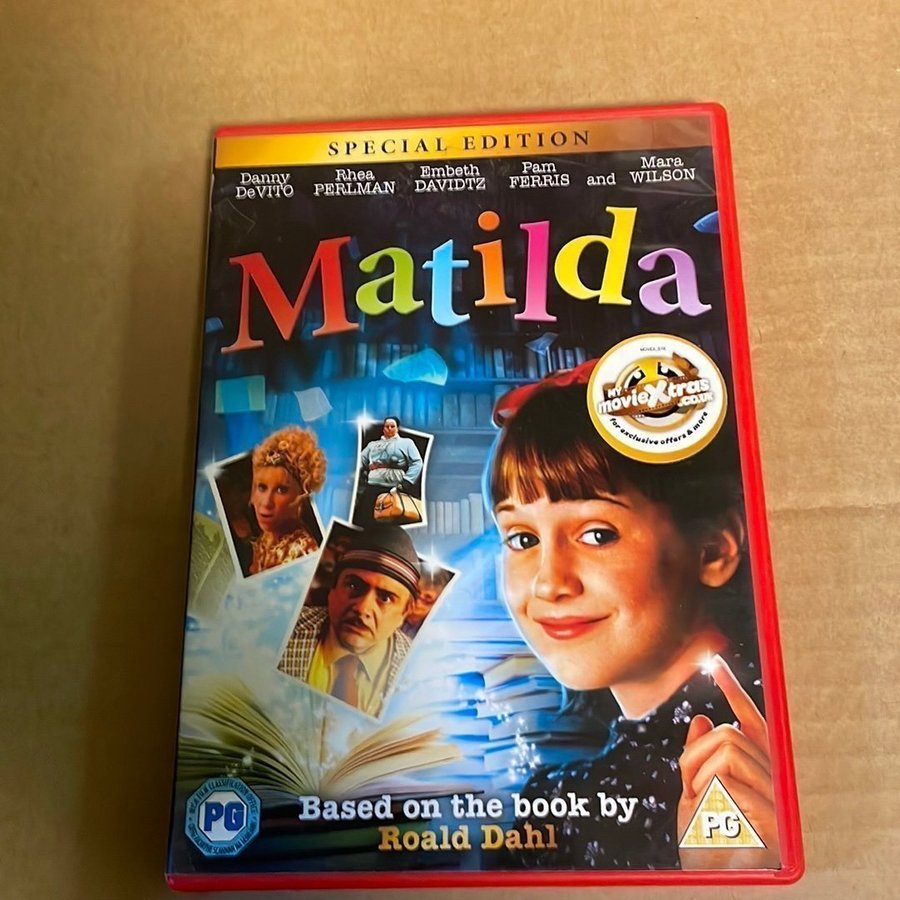 SPECIAL EDITION
Danny DeVITO Rhea PERLMAN Embeth DAVIDTZ Pam FERRIS and Mara WILSON
Matilda
MY
movieXtras
.co.uk
for exclusive offers & more
Based on the book by
Roald Dahl
PG
PG